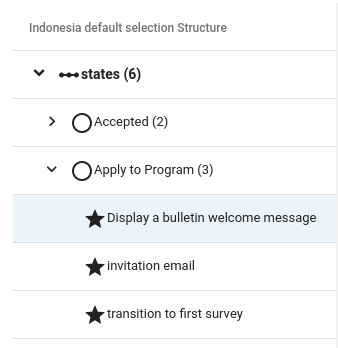 Indonesia default selection Structure
states (6)
Accepted (2)
Apply to Program (3)
Display a bulletin welcome message
invitation email
transition to first survey